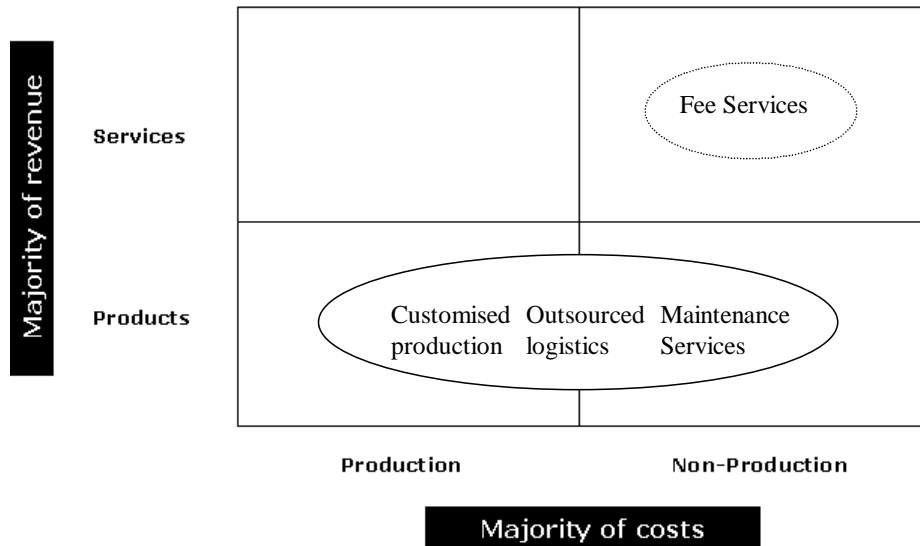 Majority of revenue
Services
Fee Services
Products
Customised Outsourced Maintenance
production logistics Services
Production Non-Production
Majority of costs